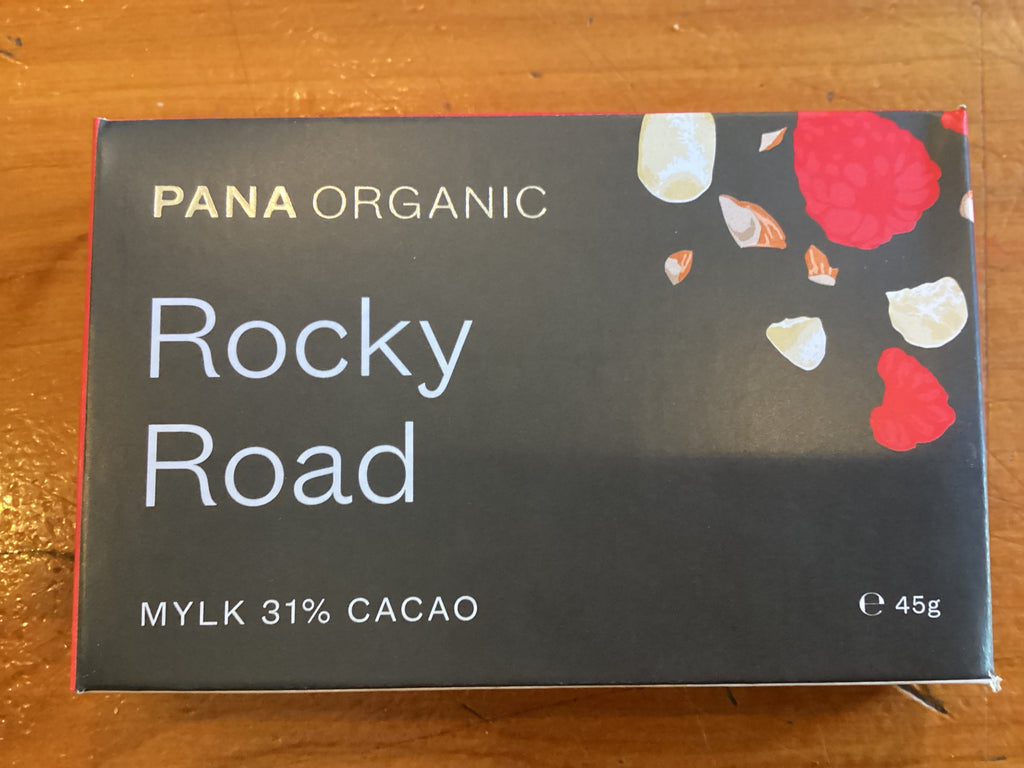 PANA ORGANIC
Rocky
Road
MYLK 31% CACAO
℮ 45g